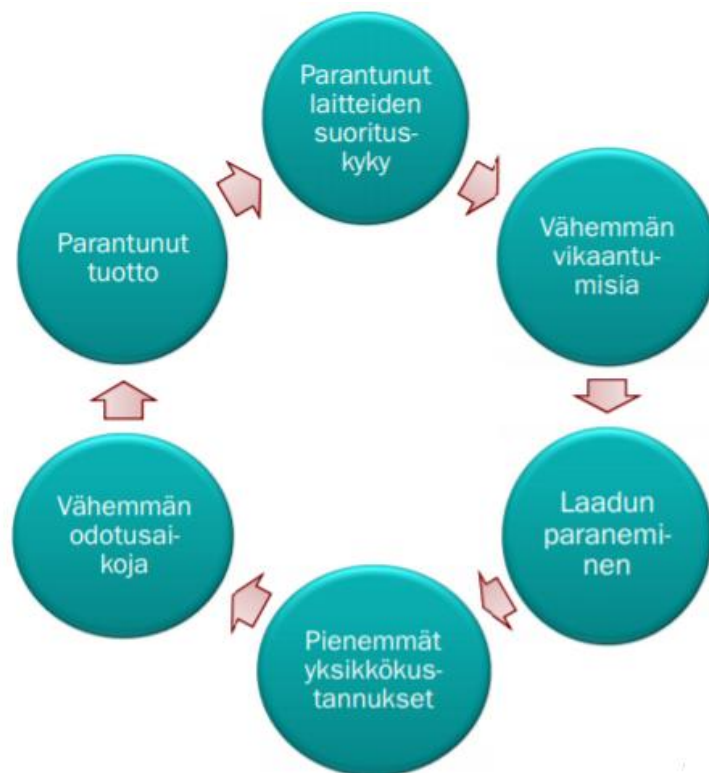 Parantunut
laitteiden
suoritus-
kyky
Vähemmän
vikaantu-
misia
Laadun
paranemi-
nen
Pienemmät
yksikkökus-
tannukset
Vähemmän
odotusai-
koja
Parantunut
tuotto